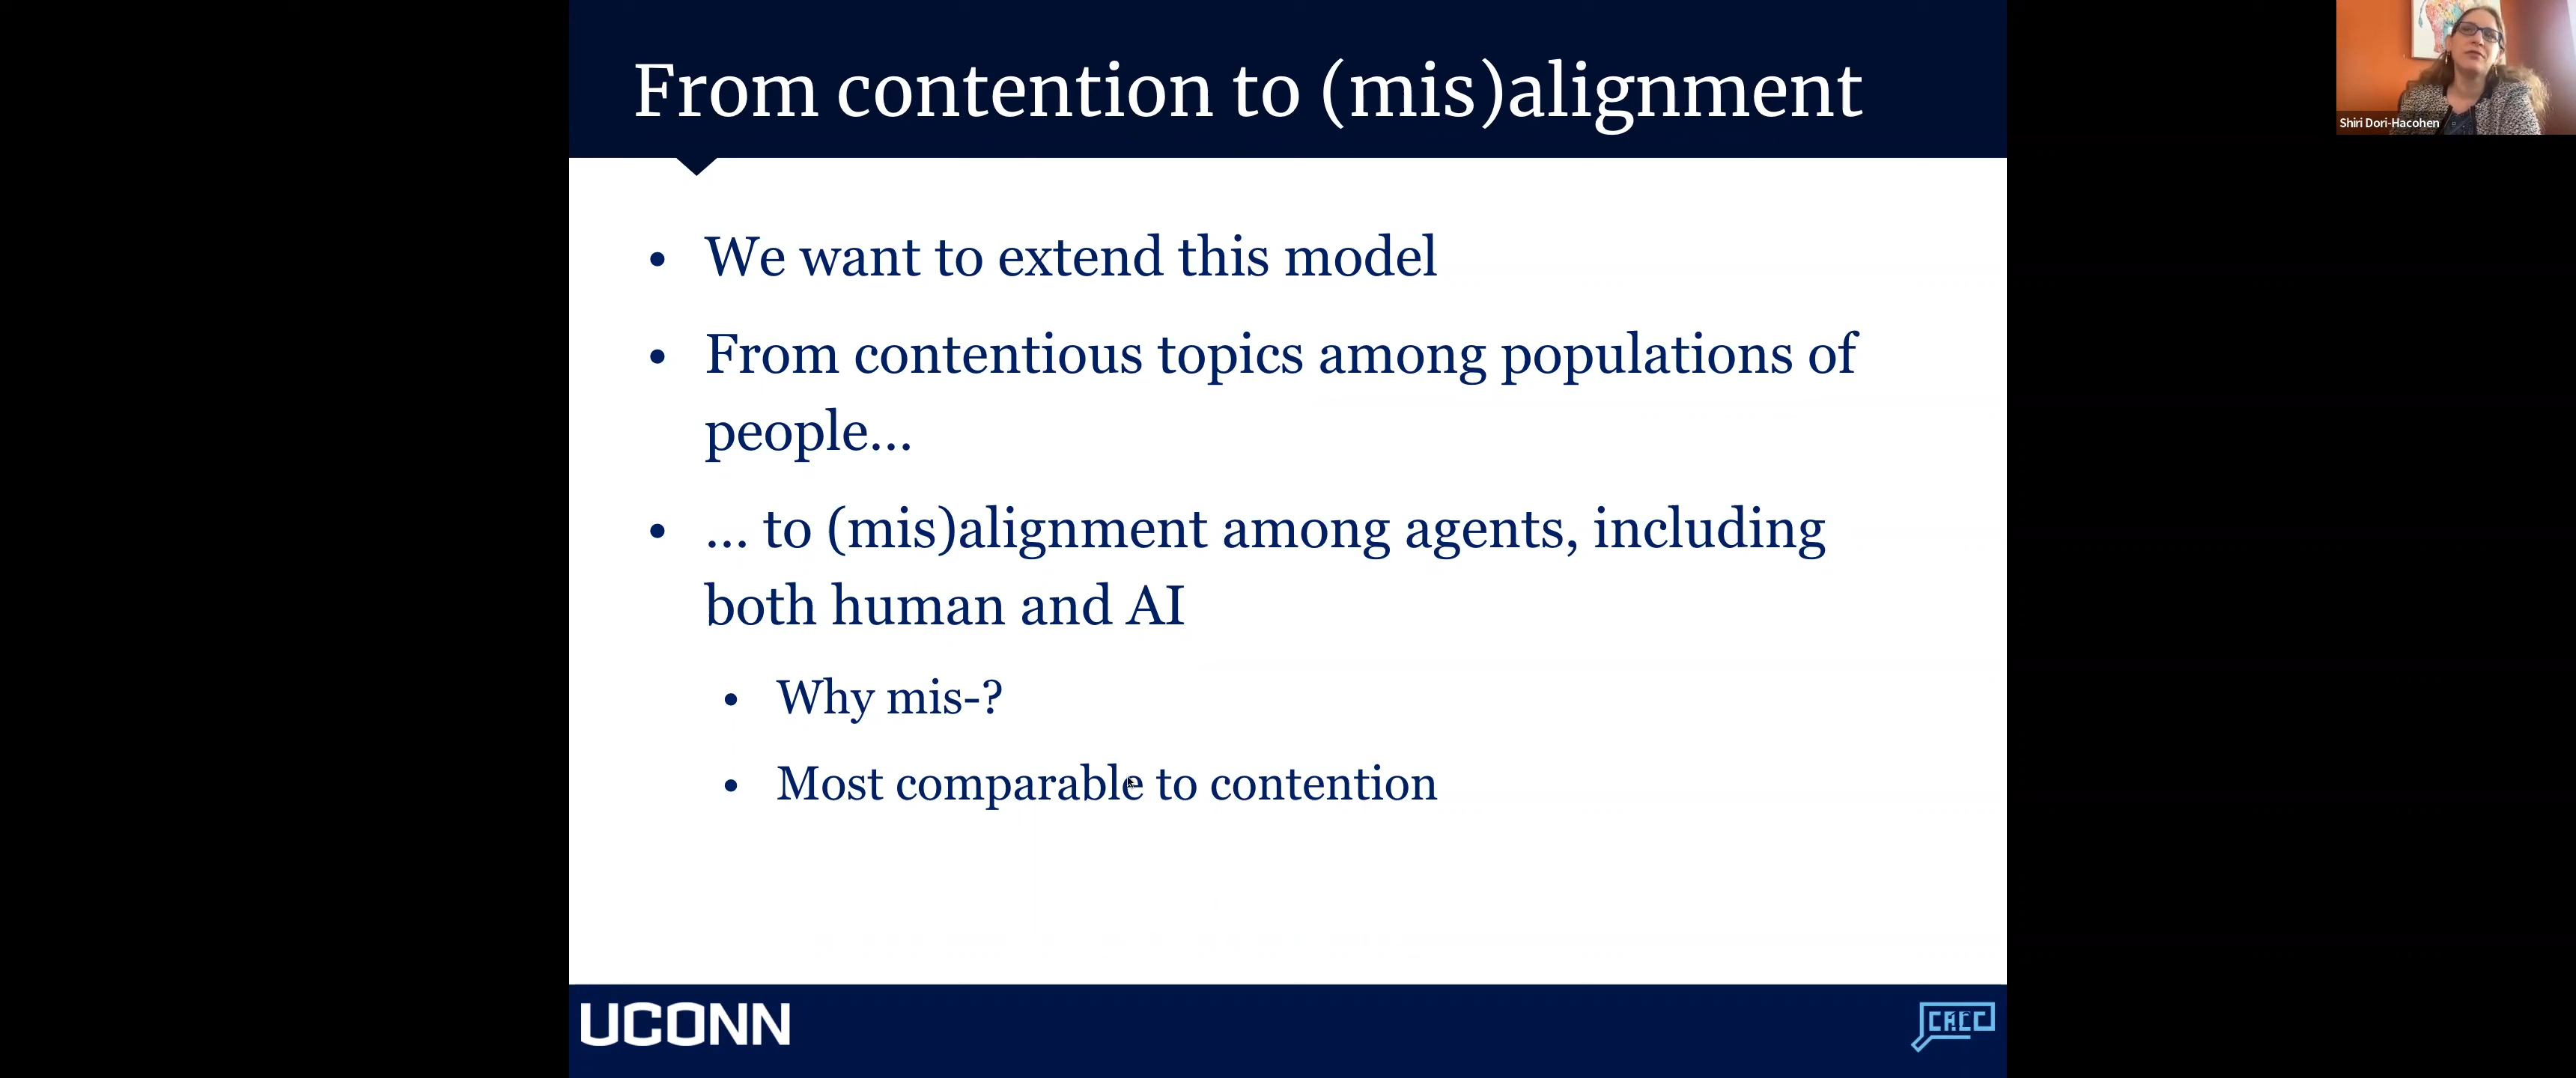 From contention to (mis)alignment
Shiri Dori-Hacohen
• We want to extend this model
• From contentious topics among populations of
people...
• ... to (mis)alignment among agents, including
both human and AI
• Why mis-?
• Most comparable to contention
UCONN